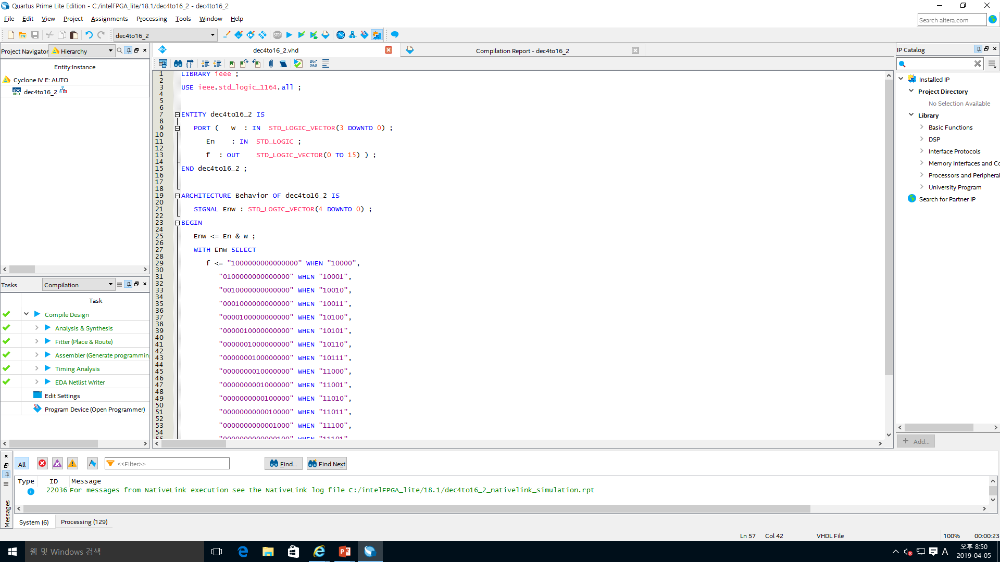 Quartus Prime Lite Edition - C:/intelFPGA_lite/18.1/dec4to16_2 - dec4to16_2
File Edit View Project Assignments Processing Tools Window Help
Search altera.com
dec4to16_2
STOP
Project Navigator Hierarchy
Entity:Instance
Cyclone IV E: AUTO
dec4to16_2
Tasks Compilation
Task
Compile Design
Analysis & Synthesis
Fitter (Place & Route)
Assembler (Generate programmin
Timing Analysis
EDA Netlist Writer
Edit Settings
Program Device (Open Programmer)
dec4to16_2.vhd
Compilation Report - dec4to16_2
267
268
1 LIBRARY ieee ;
2
3 USE ieee.std_logic_1164.all ;
4
5
6
7 ENTITY dec4to16_2 IS
8
9 PORT ( w : IN STD_LOGIC_VECTOR(3 DOWNTO 0) ;
10
11 En : IN STD_LOGIC ;
12
13 f : OUT STD_LOGIC_VECTOR(0 TO 15) ) ;
14
15 END dec4to16_2 ;
16
17
18
19 ARCHITECTURE Behavior OF dec4to16_2 IS
20
21 SIGNAL Enw : STD_LOGIC_VECTOR(4 DOWNTO 0) ;
22
23 BEGIN
24
25 Enw <= En & w ;
26
27 WITH Enw SELECT
28
29 f <= "1000000000000000" WHEN "10000",
30
31 "0100000000000000" WHEN "10001",
32
33 "0010000000000000" WHEN "10010",
34
35 "0001000000000000" WHEN "10011",
36
37 "0000100000000000" WHEN "10100",
38
39 "0000010000000000" WHEN "10101",
40
41 "0000001000000000" WHEN "10110",
42
43 "0000000100000000" WHEN "10111",
44
45 "0000000010000000" WHEN "11000",
46
47 "0000000001000000" WHEN "11001",
48
49 "0000000000100000" WHEN "11010",
50
51 "0000000000010000" WHEN "11011",
52
53 "0000000000001000" WHEN "11100",
54
55 "0000000000000100" WHEN "11101"
IP Catalog
Installed IP
Project Directory
No Selection Available
Library
Basic Functions
DSP
Interface Protocols
Memory Interfaces and Co
Processors and Peripheral
University Program
Search for Partner IP
+ Add...
All
<<Filter>>
Find...
Find Next
Type ID Message
22036 For messages from NativeLink execution see the NativeLink log file C:/intelFPGA_lite/18.1/dec4to16_2_nativelink_simulation.rpt
Messages
System (6) Processing (129)
Ln 57 Col 42 VHDL File 100% 00:00:23
웹 및 Windows 검색
A
오후 8:50
2019-04-05